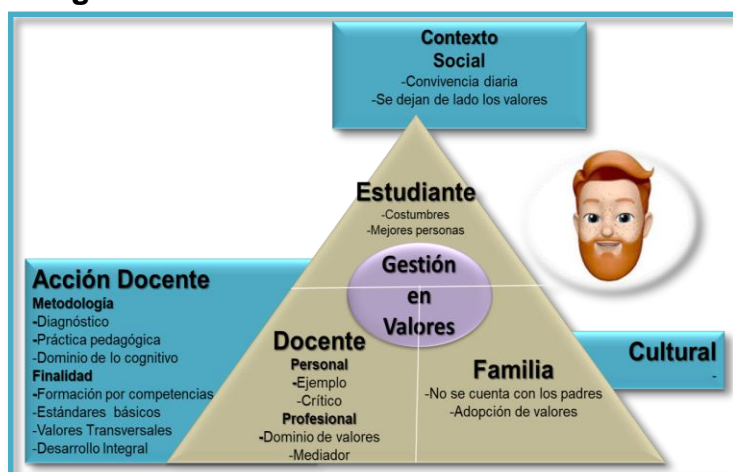 Contexto
Social
-Convivencia diaria
-Se dejan de lado los valores
Estudiante
-Costumbres
-Mejores personas
Gestión
en
Valores
Acción Docente
Metodología
-Diagnóstico
-Práctica pedagógica
-Dominio de lo cognitivo
Finalidad
-Formación por competencias
-Estándares básicos
-Valores Transversales
-Desarrollo Integral
Docente
Personal
-Ejemplo
-Crítico
Profesional
-Dominio de valores
-Mediador
Familia
-No se cuenta con los padres
-Adopción de valores
Cultural
-